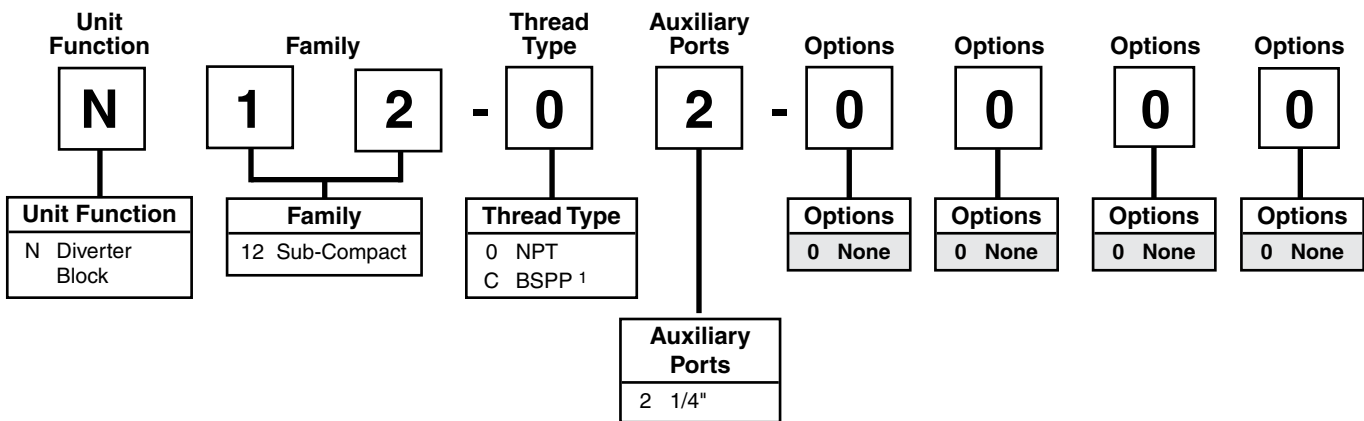 Unit Function
Family
Thread Type
Auxiliary Ports
Options
Options
Options
Options
N 1 2 - 0 2 - 0 0 0 0
Unit Function
N Diverter
Block
Family
12 Sub-Compact
Thread Type
0 NPT
C BSPP 1
Options
0 None
Options
0 None
Options
0 None
Options
0 None
Auxiliary
Ports
2 1/4"